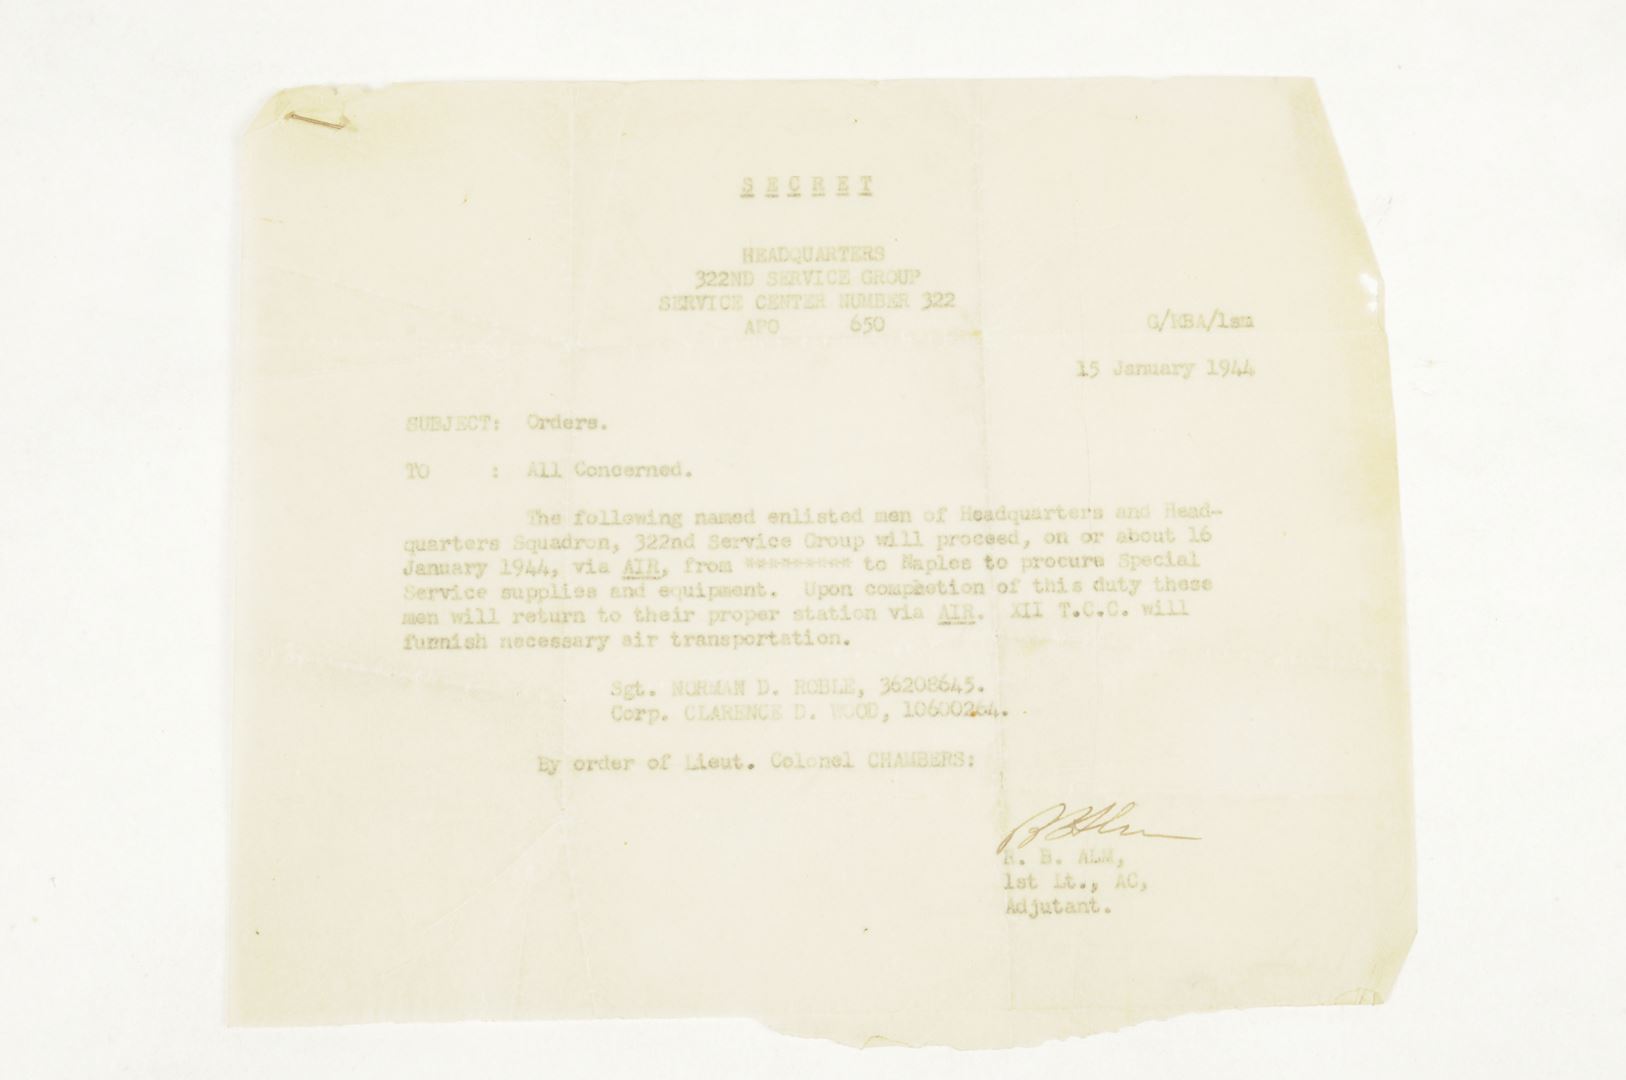 SECRET
HEADQUARTERS
322ND SERVICE GROUP
SERVICE CENTER NUMBER 322
APO 650
G/RBA/lsm
15 January 1944
SUBJECT: Orders.
TO : All Concerned.
The following named enlisted men of Headquarters and Head-
quarters Squadron, 322nd Service Group will proceed, on or about 16
January 1944, via AIR, from ********* to Naples to procure Special
Service supplies and equipment. Upon completion of this duty these
men will return to their proper station via AIR. XII T.C.C. will
furnish necessary air transportation.
Sgt. NORMAN D. ROBLE, 36208645.
Corp. CLARENCE D. WOOD, 10600264.
By order of Lieut. Colonel CHAMBERS:
R B Alm
R. B. ALM,
1st Lt., AC,
Adjutant.